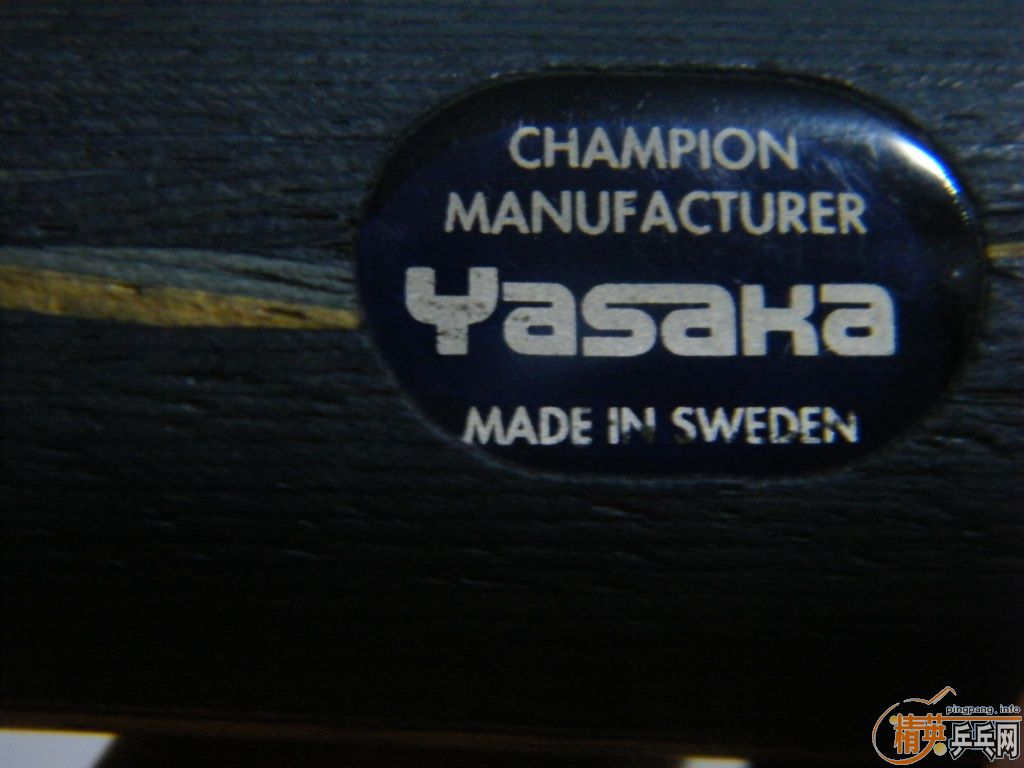 CHAMPION
MANUFACTURER
Yasaka
MADE IN SWEDEN
pingpang.info
精英乒乓网